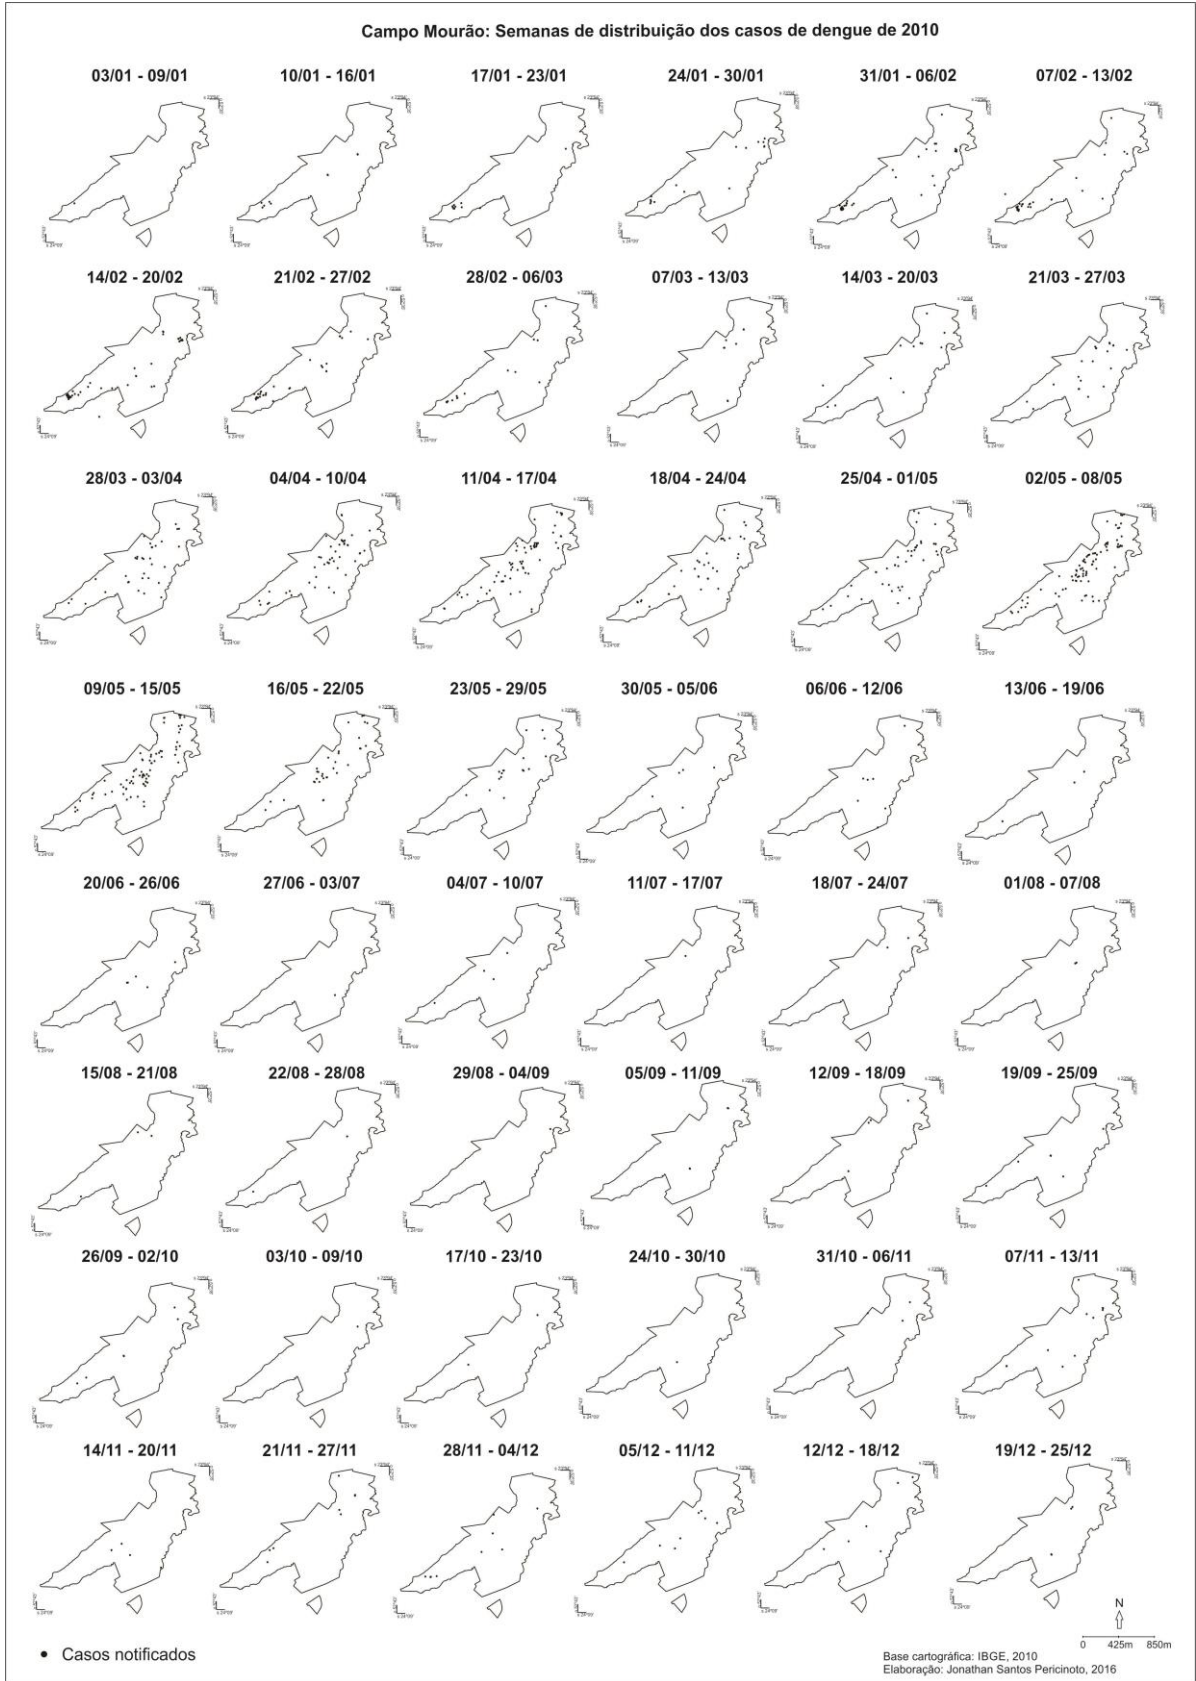 Campo Mourão: Semanas de distribuição dos casos de dengue de 2010
03/01 - 09/01
10/01 - 16/01
17/01 - 23/01
24/01 - 30/01
31/01 - 06/02
07/02 - 13/02
14/02 - 20/02
21/02 - 27/02
28/02 - 06/03
07/03 - 13/03
14/03 - 20/03
21/03 - 27/03
28/03 - 03/04
04/04 - 10/04
11/04 - 17/04
18/04 - 24/04
25/04 - 01/05
02/05 - 08/05
09/05 - 15/05
16/05 - 22/05
23/05 - 29/05
30/05 - 05/06
06/06 - 12/06
13/06 - 19/06
20/06 - 26/06
27/06 - 03/07
04/07 - 10/07
11/07 - 17/07
18/07 - 24/07
01/08 - 07/08
15/08 - 21/08
22/08 - 28/08
29/08 - 04/09
05/09 - 11/09
12/09 - 18/09
19/09 - 25/09
26/09 - 02/10
03/10 - 09/10
17/10 - 23/10
24/10 - 30/10
31/10 - 06/11
07/11 - 13/11
14/11 - 20/11
21/11 - 27/11
28/11 - 04/12
05/12 - 11/12
12/12 - 18/12
19/12 - 25/12
Casos notificados
N
0 425m 850m
Base cartográfica: IBGE, 2010
Elaboração: Jonathan Santos Pericinoto, 2016